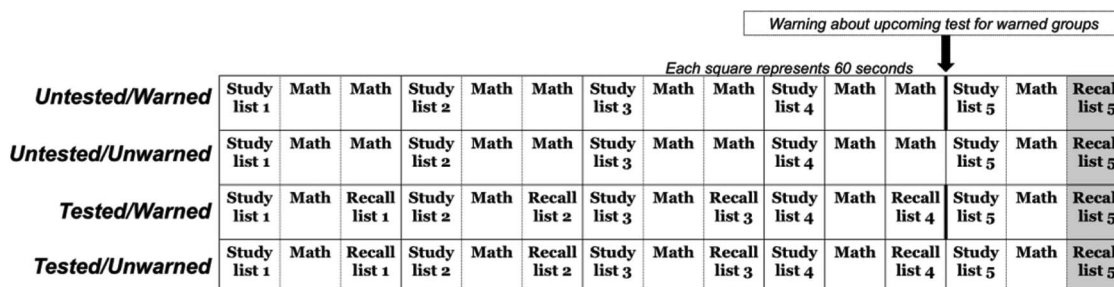 Warning about upcoming test for warned groups
Each square represents 60 seconds
Untested/Warned
Study Math Math Study Math Math Study Math Math Study Math Math Study Math Recal
list 1 list 2 list 3 list 4 list 5 list 5
Untested/Unwarned
Study Math Math Study Math Math Study Math Math Study Math Math Study Math Recal
list 1 list 2 list 3 list 4 list 5 list 5
Tested/Warned
Study Math Recall Study Math Recall Study Math Recall Study Math Recall Study Math Recal
list 1 list 1 list 2 list 2 list 3 list 3 list 4 list 4 list 5 list 5
Tested/Unwarned
Study Math Recall Study Math Recall Study Math Recall Study Math Recall Study Math Recal
list 1 list 1 list 2 list 2 list 3 list 3 list 4 list 4 list 5 list 5